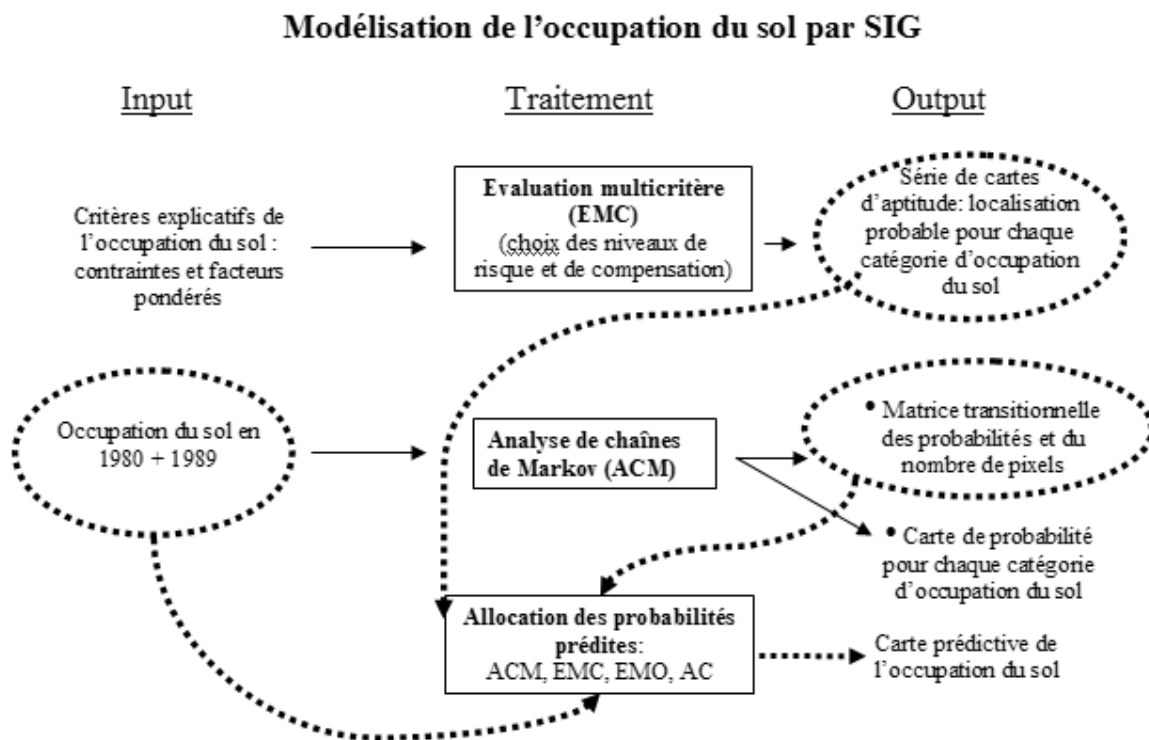 Modélisation de l’occupation du sol par SIG
Input
Traitement
Output
Critères explicatifs de
l’occupation du sol :
contraintes et facteurs
pondérés
Evaluation multicritère
(EMC)
(choix des niveaux de
risque et de compensation)
Série de cartes
d’aptitude: localisation
probable pour chaque
catégorie d’occupation
du sol
Occupation du sol en
1980 + 1989
Analyse de chaînes
de Markov (ACM)
• Matrice transitionnelle
des probabilités et du
nombre de pixels
• Carte de probabilité
pour chaque catégorie
d’occupation du sol
Allocation des probabilités
prédites:
ACM, EMC, EMO, AC
Carte prédictive de
l’occupation du sol